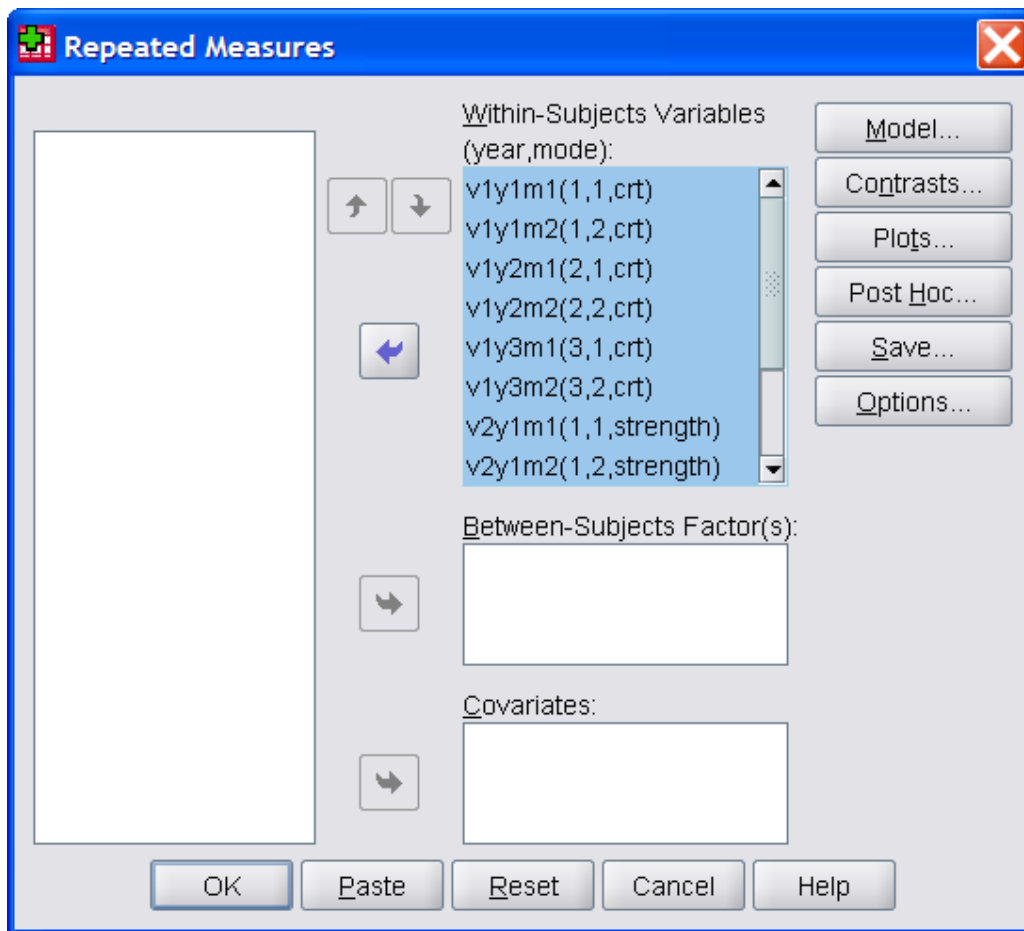 Repeated Measures
Within-Subjects Variables
(year,mode):
v1y1m1(1,1,crt)
v1y1m2(1,2,crt)
v1y2m1(2,1,crt)
v1y2m2(2,2,crt)
v1y3m1(3,1,crt)
v1y3m2(3,2,crt)
v2y1m1(1,1,strength)
v2y1m2(1,2,strength)
Model...
Contrasts...
Plots...
Post Hoc...
Save...
Options...
Between-Subjects Factor(s):
Covariates:
OK
Paste
Reset
Cancel
Help